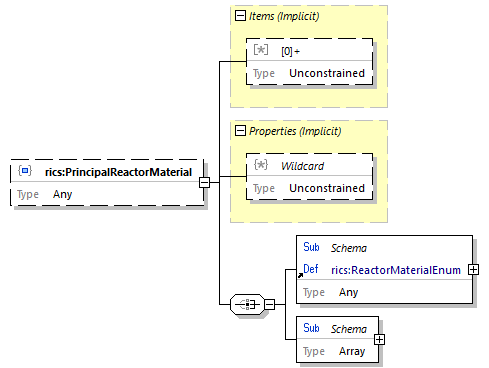 Items (Implicit)
[*] [0]+
Type Unconstrained
Properties (Implicit)
{*} Wildcard
Type Unconstrained
rics:PrincipalReactorMaterial
Type Any
Sub Schema
Def rics:ReactorMaterialEnum
Type Any
Sub Schema
Type Array